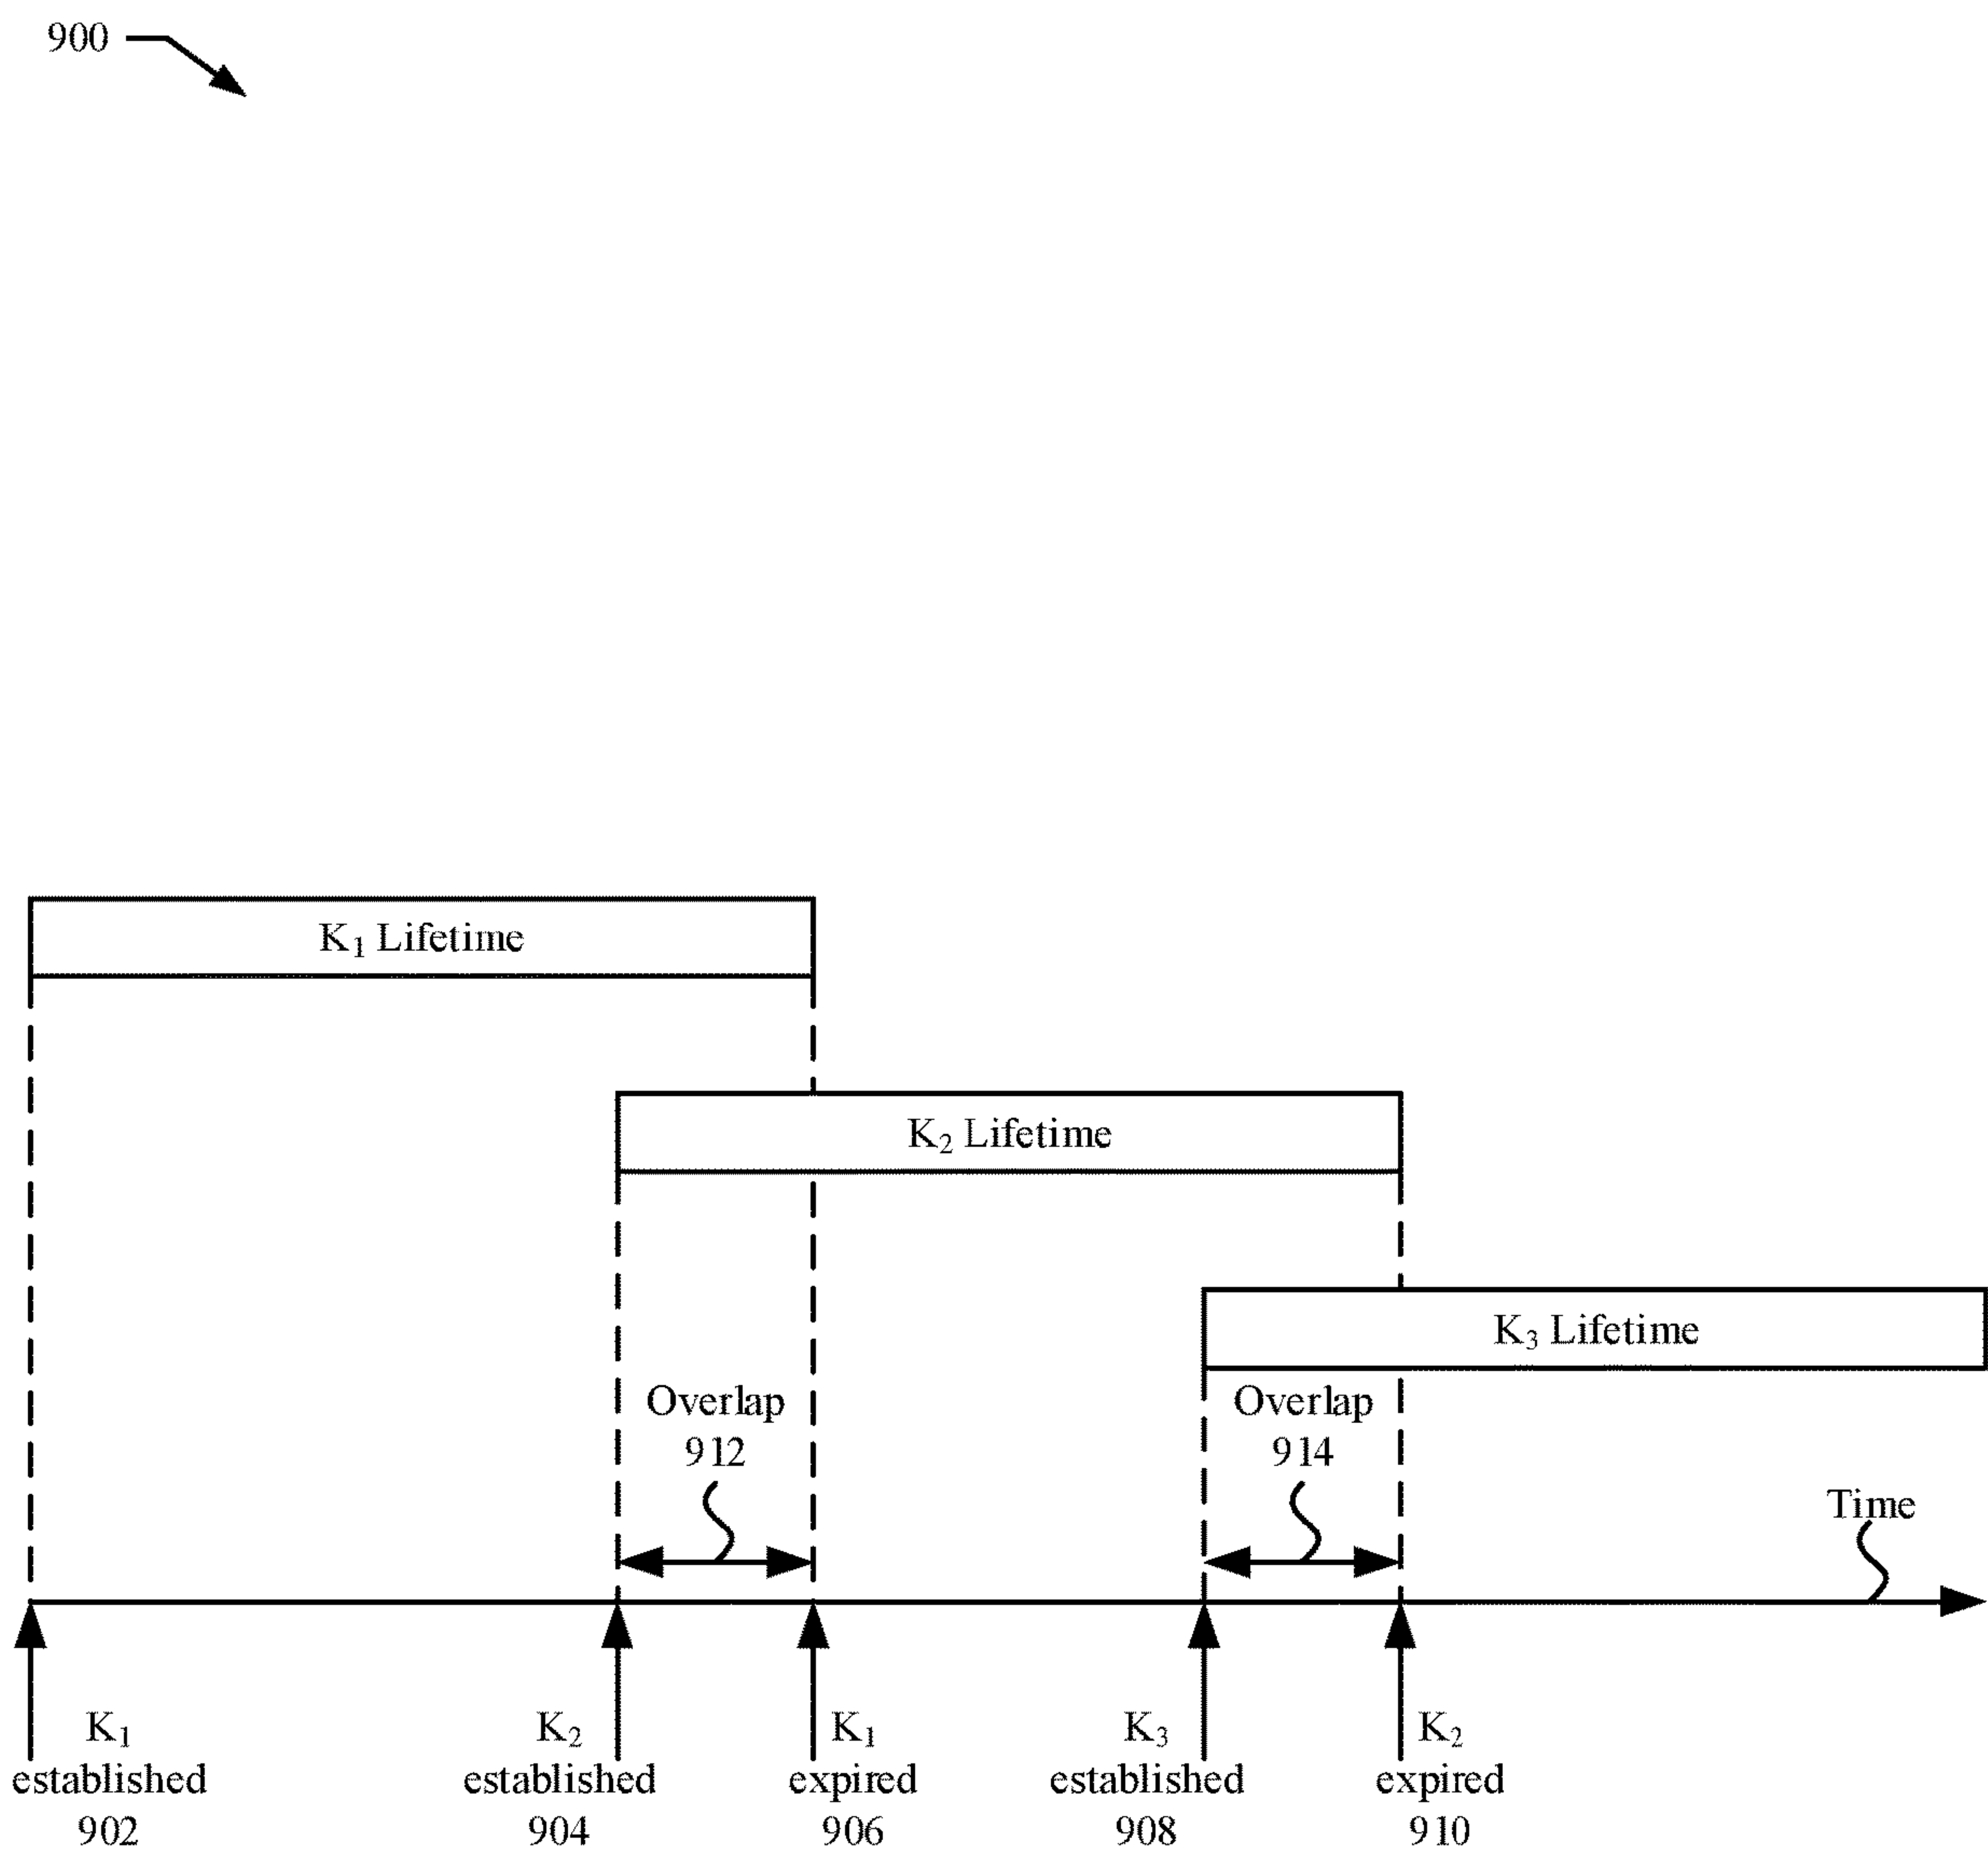 900
K₁ Lifetime
K₂ Lifetime
K₃ Lifetime
Overlap
912
Overlap
914
Time
K₁
established
902
K₂
established
904
K₁
expired
906
K₃
established
908
K₂
expired
910